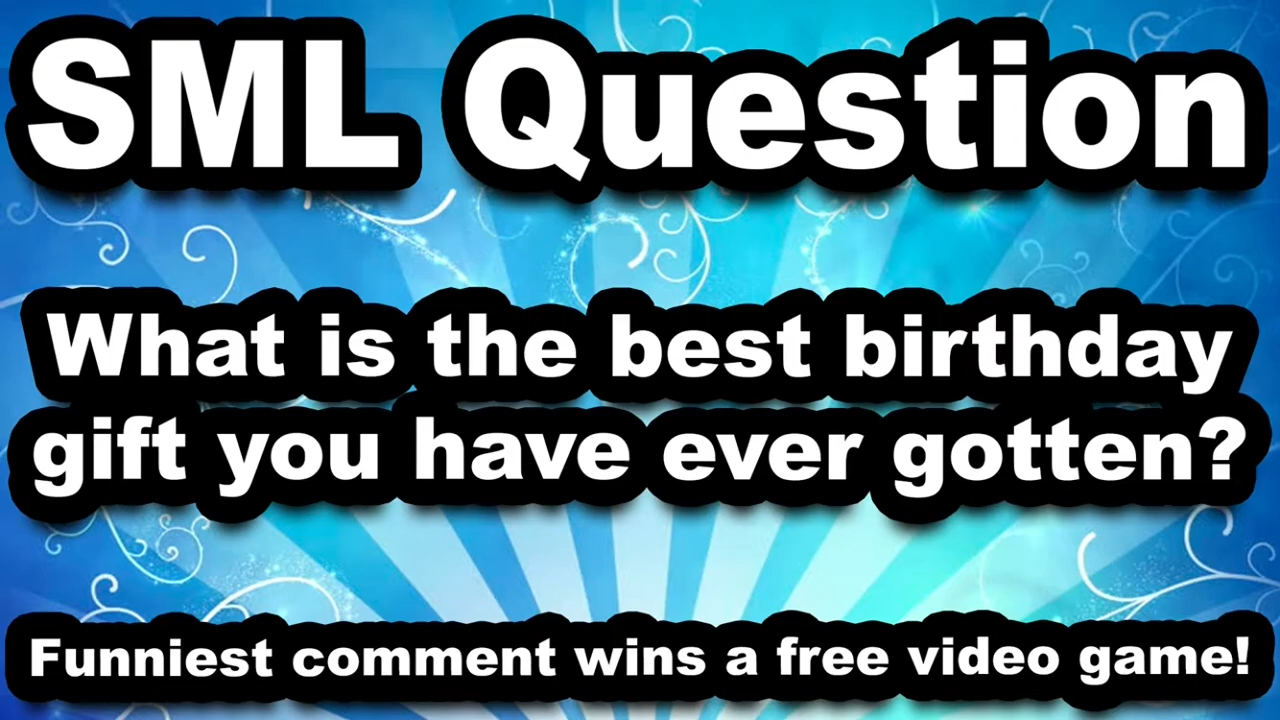 SML Question
What is the best birthday
gift you have ever gotten?
Funniest comment wins a free video game!